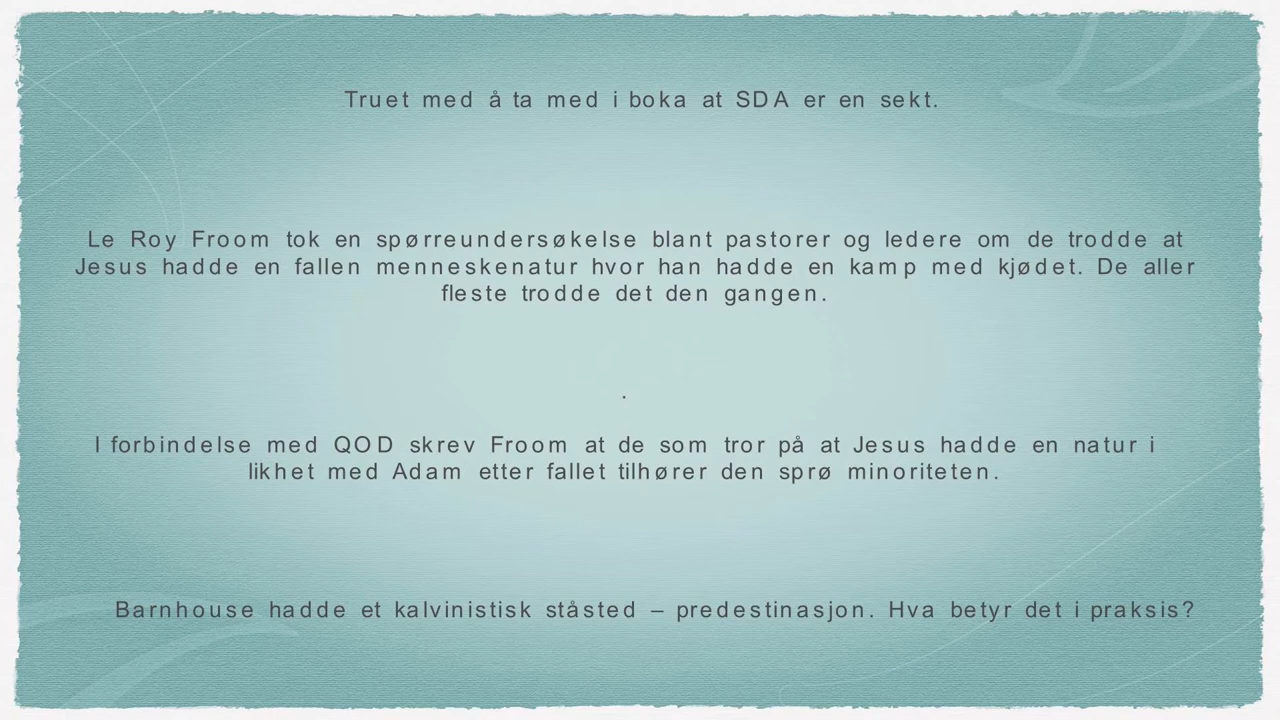 Truet med å ta med i boka at SDA er en sekt.
Le Roy Froom tok en spørreundersøkelse blant pastorer og ledere om de trodde at
Jesus hadde en fallen menneskenatur hvor han hadde en kamp med kjødet. De aller
fleste trodde det den gangen.
.
I forbindelse med QOD skrev Froom at de som tror på at Jesus hadde en natur i
likhet med Adam etter fallet tilhører den sprø minoriteten.
Barnhouse hadde et kalvinistisk ståsted – predestinasjon. Hva betyr det i praksis?